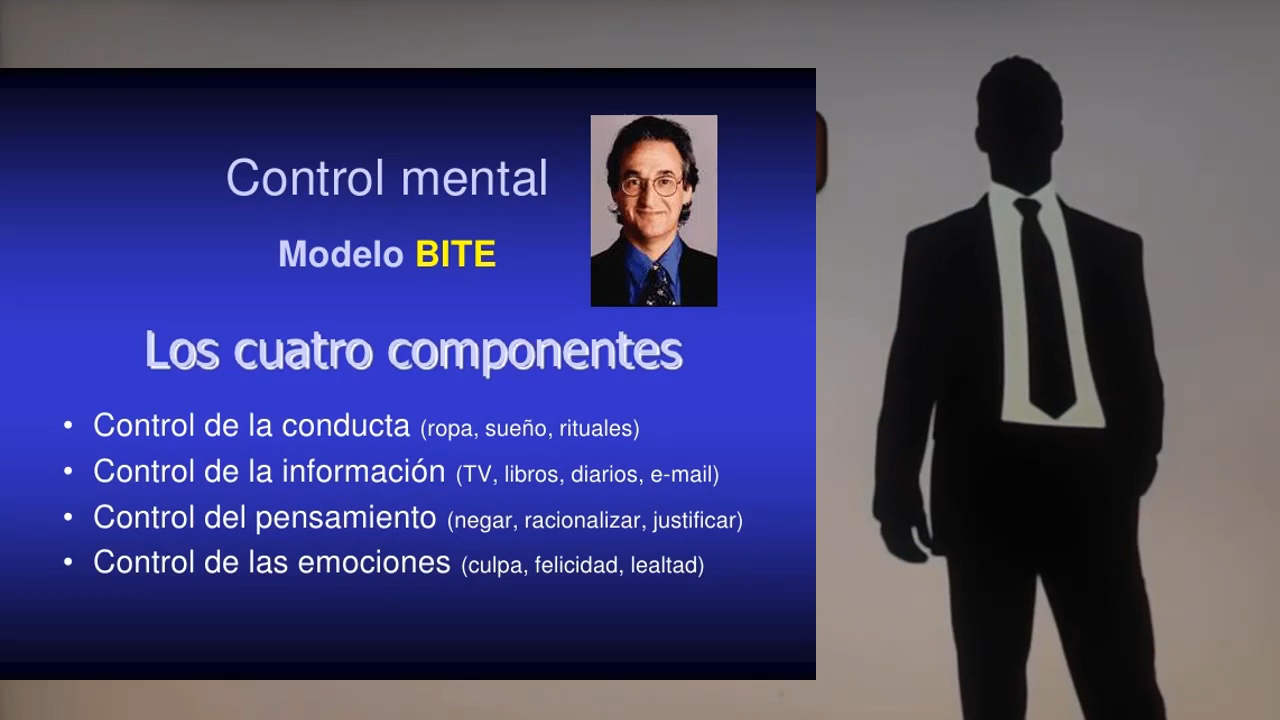 Control mental
Modelo BITE
Los cuatro componentes
• Control de la conducta (ropa, sueño, rituales)
• Control de la información (TV, libros, diarios, e-mail)
• Control del pensamiento (negar, racionalizar, justificar)
• Control de las emociones (culpa, felicidad, lealtad)